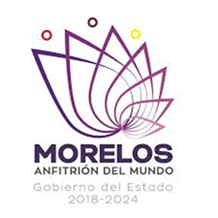 MORELOS
ANFITRIÓN DEL MUNDO
Gobierno del Estado
2018-2024